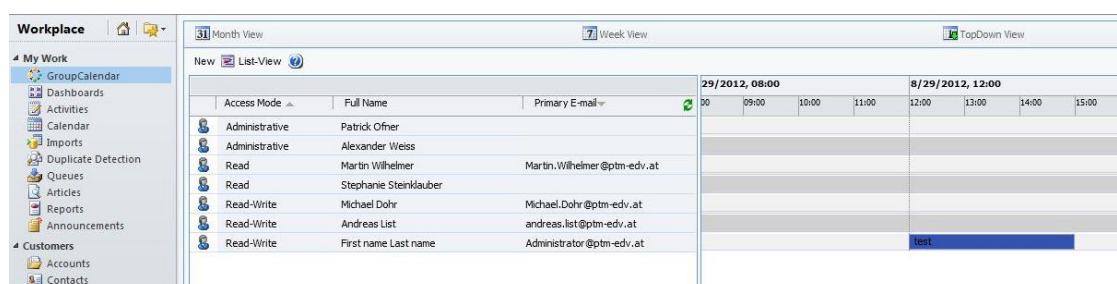 Workplace
My Work
GroupCalendar
Dashboards
Activities
Calendar
Imports
Duplicate Detection
Queues
Articles
Reports
Announcements
Customers
Accounts
Contacts
31 Month View
7 Week View
TopDown View
New List-View
29/2012, 08:00 8/29/2012, 12:00
Access Mode Full Name Primary E-mail
00 09:00 10:00 11:00 12:00 13:00 14:00 15:00
Administrative Patrick Ofner
Administrative Alexander Weiss
Read Martin Wilhelmer Martin.Wilhelmer@ptm-edv.at
Read Stephanie Steinklauber
Read-Write Michael Dohr Michael.Dohr@ptm-edv.at
Read-Write Andreas List andreas.list@ptm-edv.at
Read-Write First name Last name Administrator@ptm-edv.at test